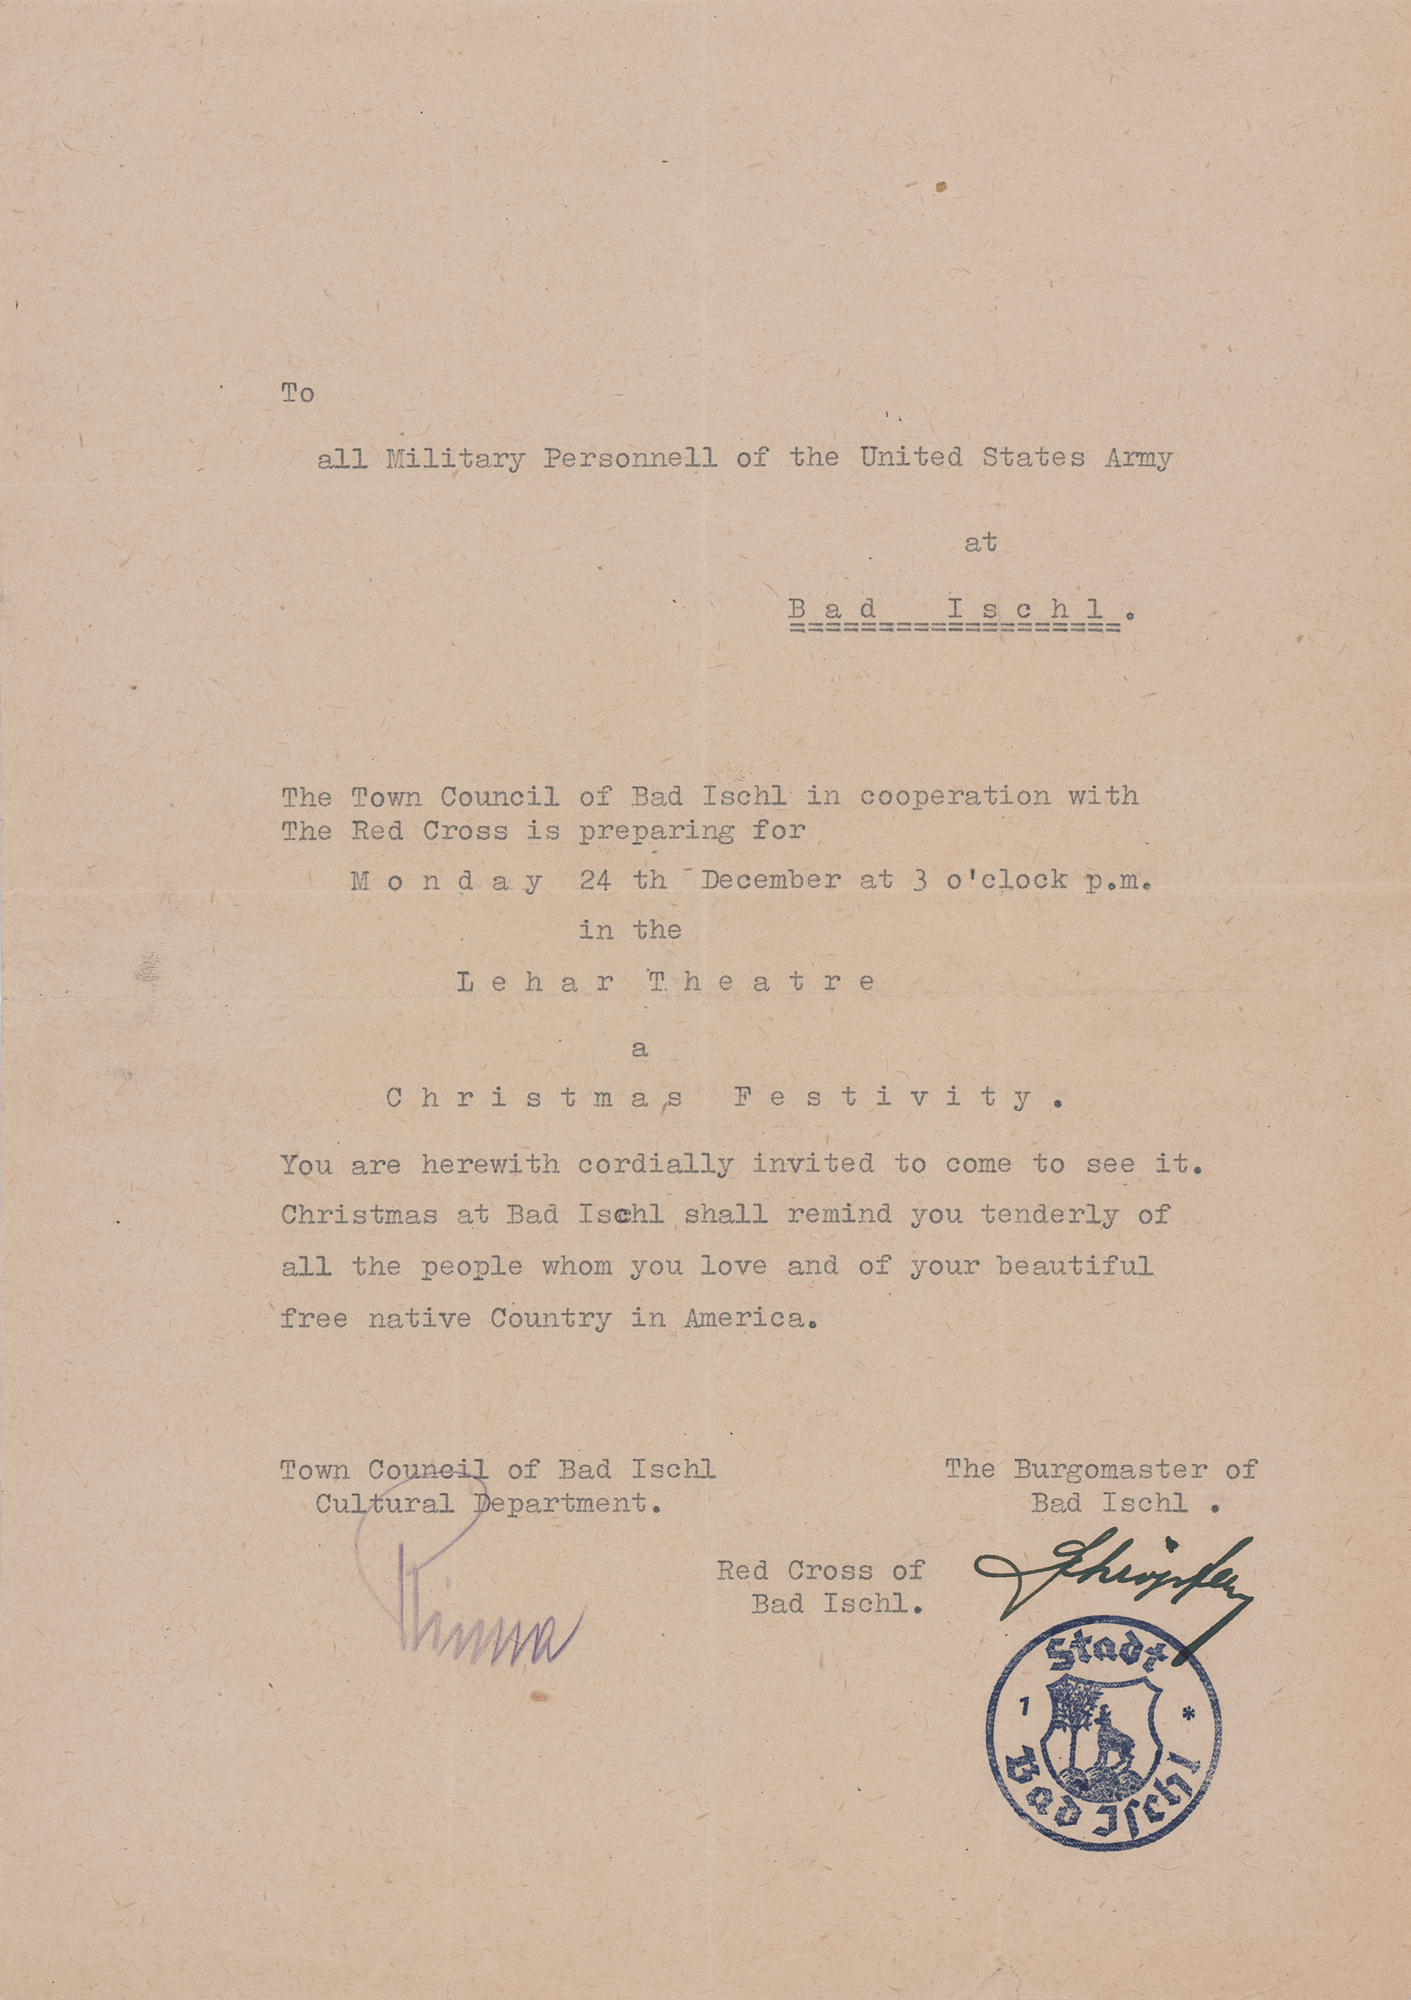 To
all Military Personnell of the United States Army
at
B a d   I s c h l .
===================
The Town Council of Bad Ischl in cooperation with
The Red Cross is preparing for
M o n d a y  24 th  December at 3 o'clock p.m.
in the
L e h a r  T h e a t r e
a
C h r i s t m a s   F e s t i v i t y .
You are herewith cordially invited to come to see it.
Christmas at Bad Ischl shall remind you tenderly of
all the people whom you love and of your beautiful
free native Country in America.
Town Council of Bad Ischl
Cultural Department.
The Burgomaster of
Bad Ischl .
Red Cross of
Bad Ischl.
Stadt
1 *
Bad Ischl